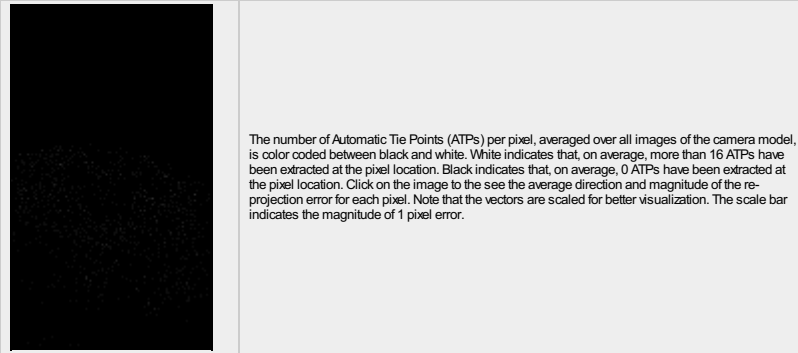 The number of Automatic Tie Points (ATPs) per pixel, averaged over all images of the camera model,
is color coded between black and white. White indicates that, on average, more than 16 ATPs have
been extracted at the pixel location. Black indicates that, on average, 0 ATPs have been extracted at
the pixel location. Click on the image to the see the average direction and magnitude of the re-
projection error for each pixel. Note that the vectors are scaled for better visualization. The scale bar
indicates the magnitude of 1 pixel error.